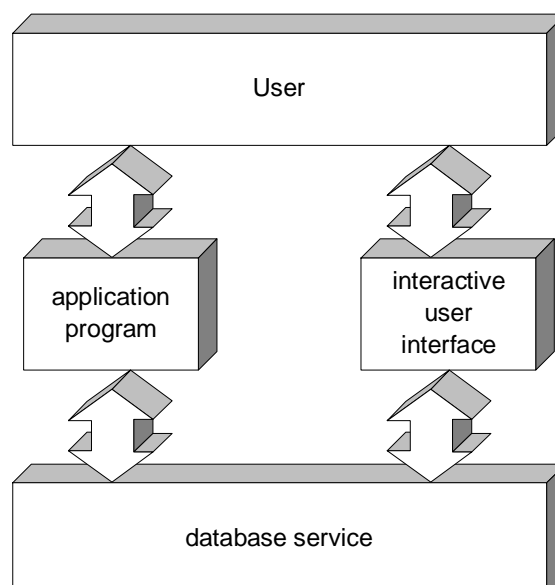 User
application
program
interactive
user
interface
database service